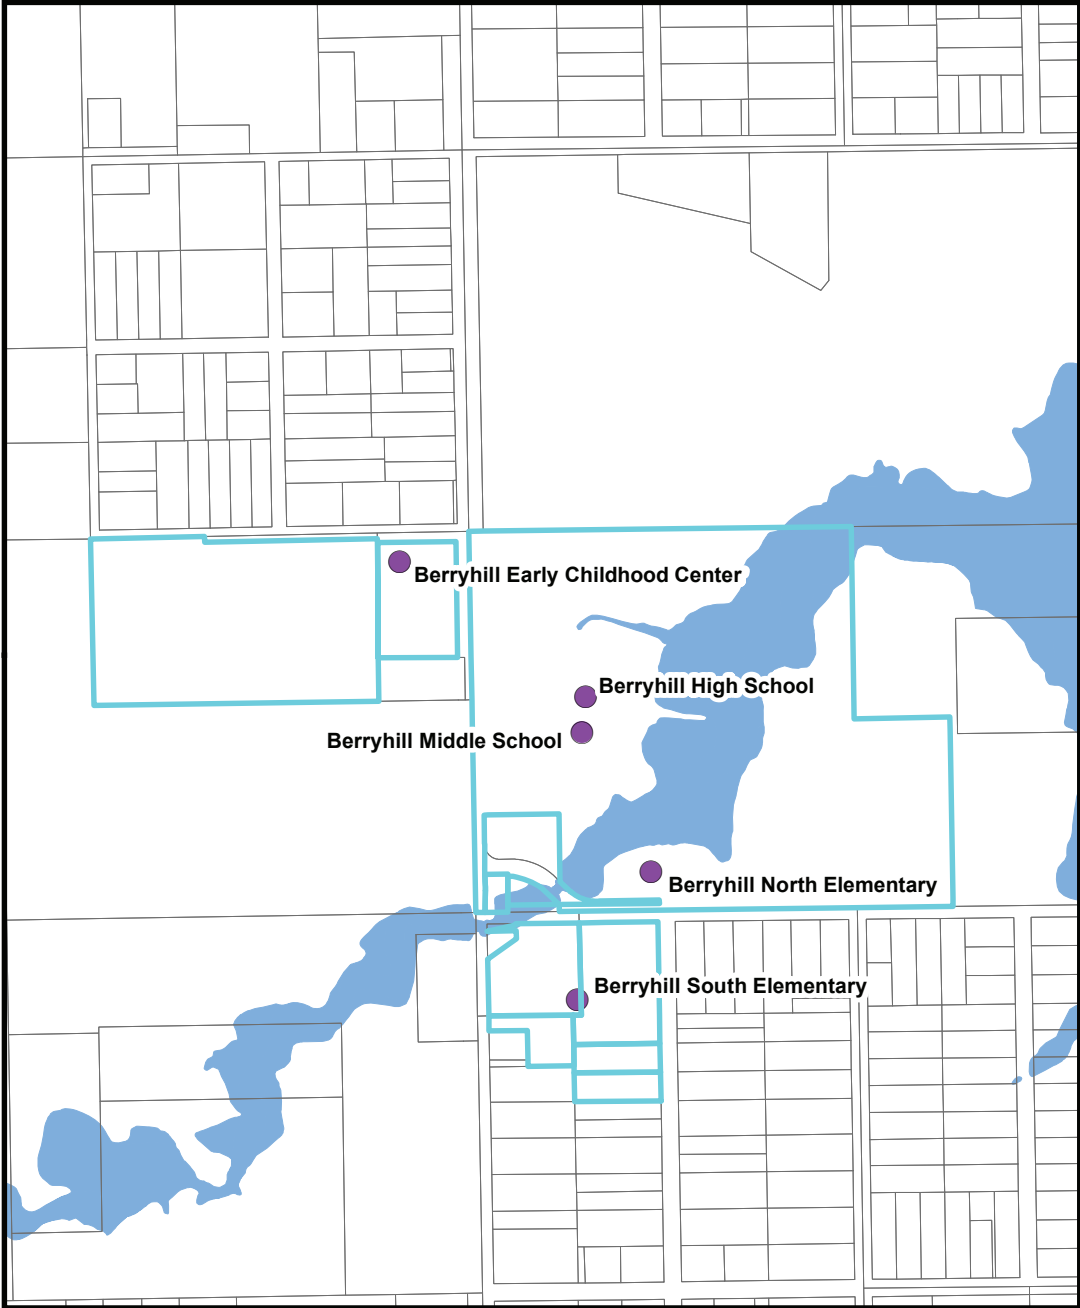 Berryhill Early Childhood Center
Berryhill High School
Berryhill Middle School
Berryhill North Elementary
Berryhill South Elementary